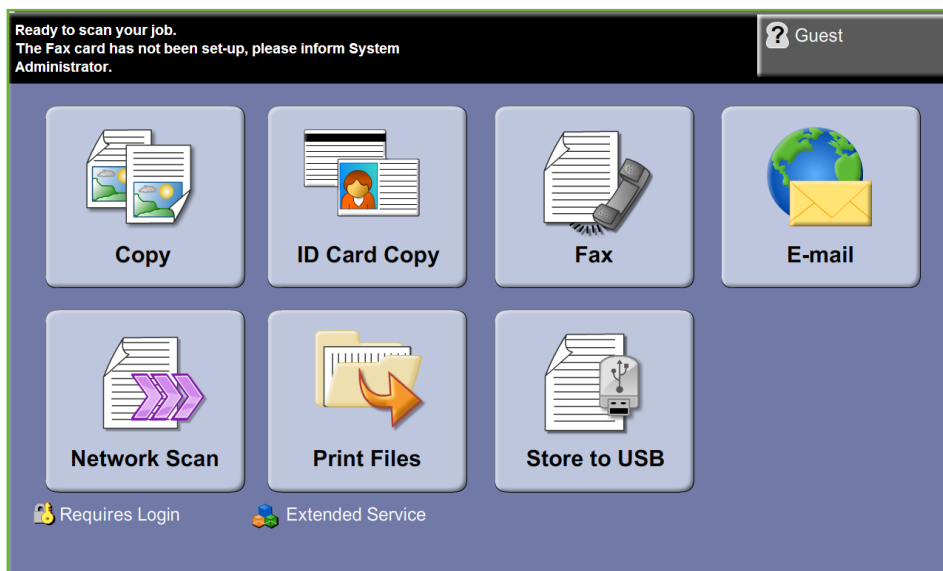 Ready to scan your job.
The Fax card has not been set-up, please inform System
Administrator.
? Guest
Copy
ID Card Copy
Fax
E-mail
Network Scan
Print Files
Store to USB
Requires Login
Extended Service